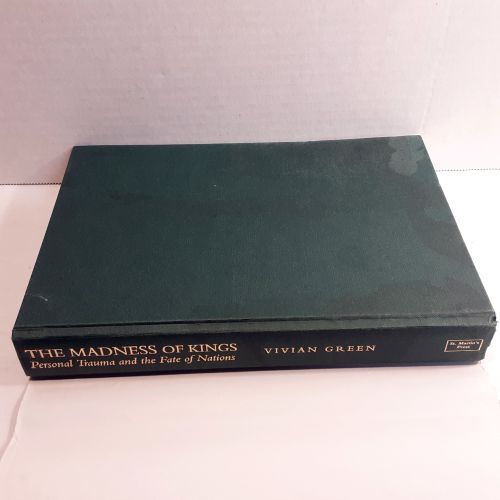 THE MADNESS OF KINGS
Personal Trauma and the Fate of Nations
VIVIAN GREEN
St. Martin's
Press